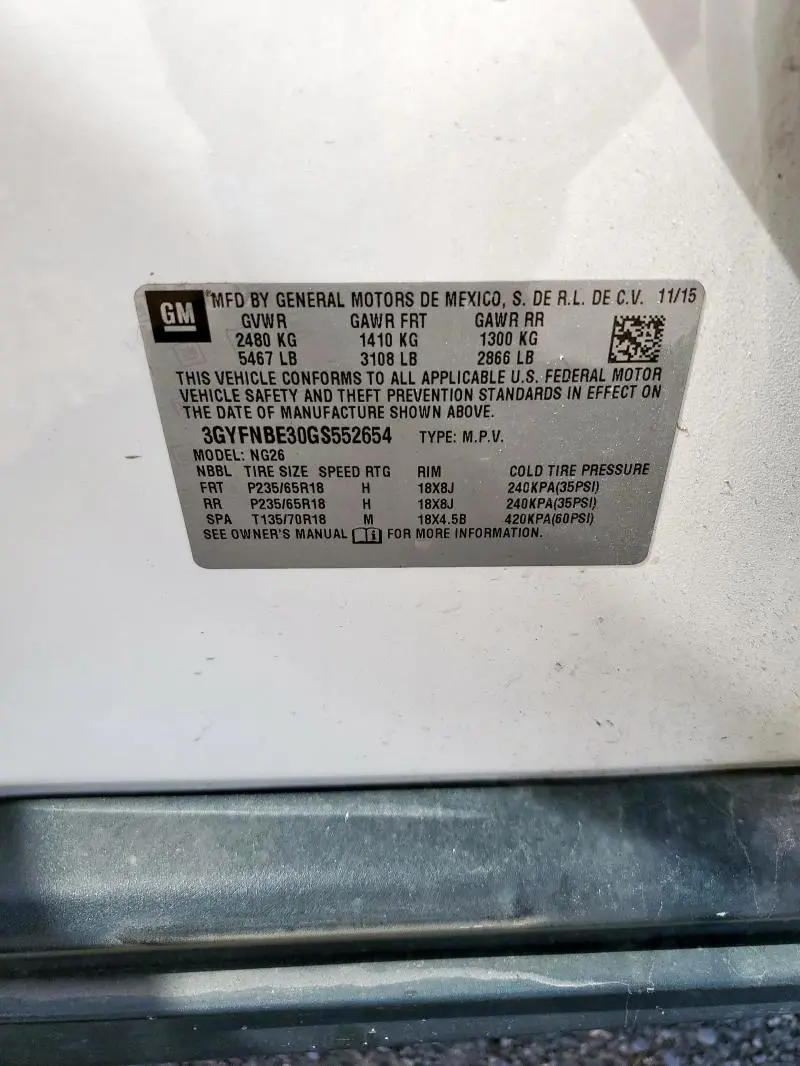 GM MFD BY GENERAL MOTORS DE MEXICO, S. DE R.L. DE C.V. 11/15
GVWR GAWR FRT GAWR RR
2480 KG 1410 KG 1300 KG
5467 LB 3108 LB 2866 LB
THIS VEHICLE CONFORMS TO ALL APPLICABLE U.S. FEDERAL MOTOR
VEHICLE SAFETY AND THEFT PREVENTION STANDARDS IN EFFECT ON
THE DATE OF MANUFACTURE SHOWN ABOVE.
3GYFNBE30GS552654 TYPE: M.P.V.
MODEL: NG26
NBBL TIRE SIZE SPEED RTG RIM COLD TIRE PRESSURE
FRT P235/65R18 H 18X8J 240KPA(35PSI)
RR P235/65R18 H 18X8J 240KPA(35PSI)
SPA T135/70R18 M 18X4.5B 420KPA(60PSI)
SEE OWNER'S MANUAL i FOR MORE INFORMATION.